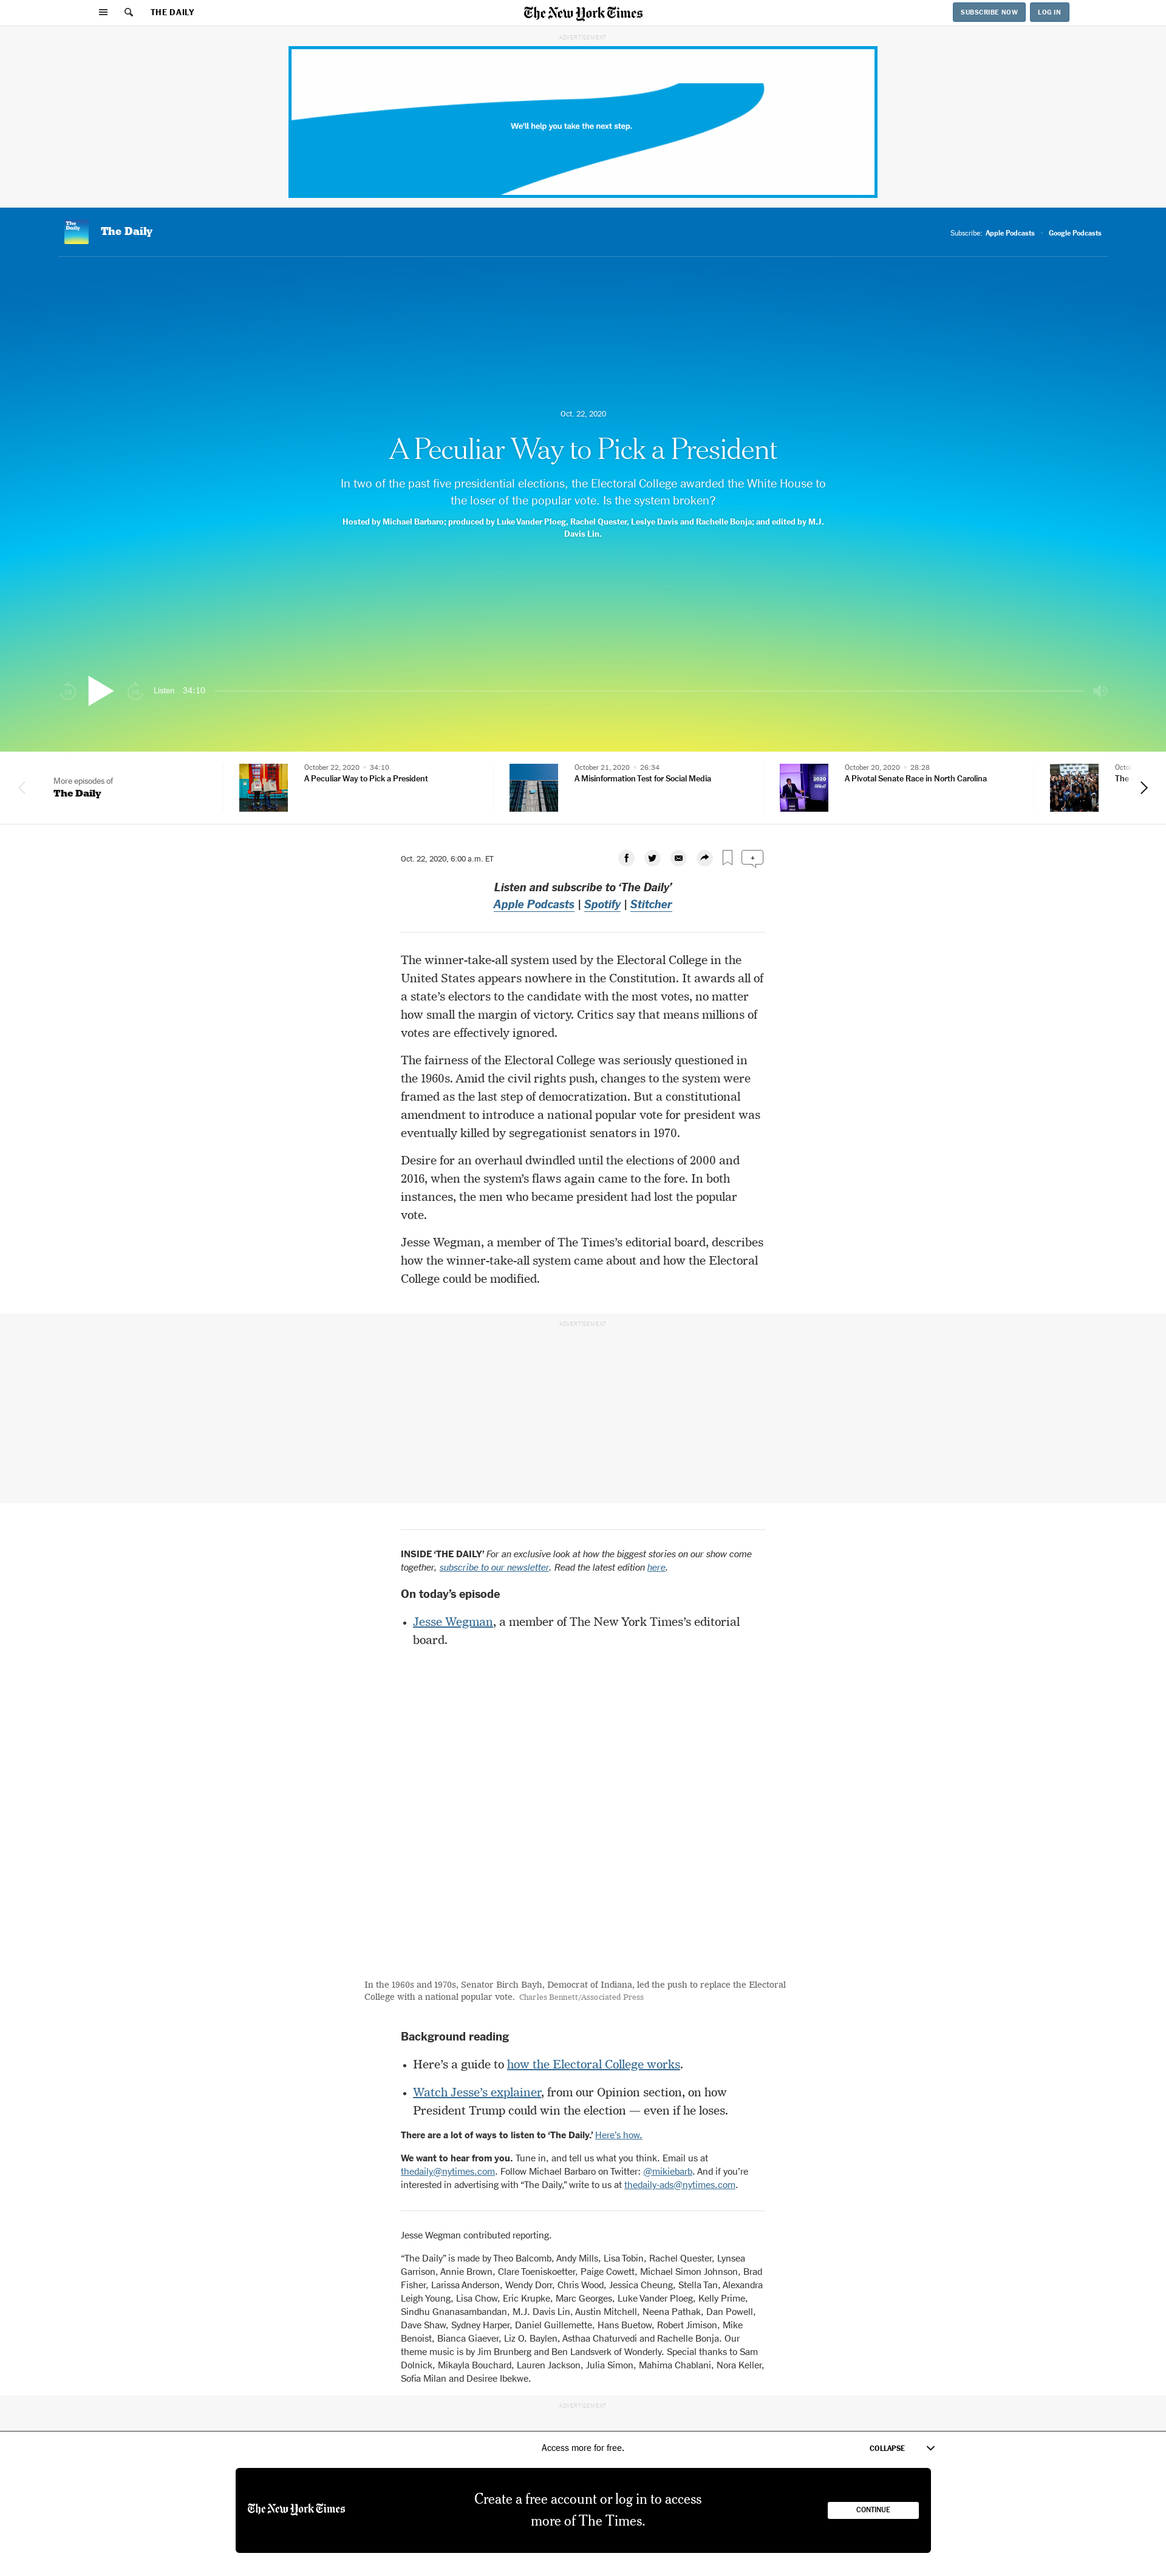 THE DAILY
The New York Times
SUBSCRIBE NOW
LOG IN
ADVERTISEMENT
We'll help you take the next step.
The Daily
The Daily
Subscribe: Apple Podcasts • Google Podcasts
Oct. 22, 2020
A Peculiar Way to Pick a President
In two of the past five presidential elections, the Electoral College awarded the White House to
the loser of the popular vote. Is the system broken?
Hosted by Michael Barbaro; produced by Luke Vander Ploeg, Rachel Quester, Leslye Davis and Rachelle Bonja; and edited by M.J.
Davis Lin.
Listen 34:10
More episodes of
The Daily
October 22, 2020 • 34:10
A Peculiar Way to Pick a President
October 21, 2020 • 26:34
A Misinformation Test for Social Media
October 20, 2020 • 28:28
A Pivotal Senate Race in North Carolina
Octo
The
Oct. 22, 2020, 6:00 a.m. ET
Listen and subscribe to ‘The Daily’
Apple Podcasts | Spotify | Stitcher
The winner-take-all system used by the Electoral College in the
United States appears nowhere in the Constitution. It awards all of
a state’s electors to the candidate with the most votes, no matter
how small the margin of victory. Critics say that means millions of
votes are effectively ignored.
The fairness of the Electoral College was seriously questioned in
the 1960s. Amid the civil rights push, changes to the system were
framed as the last step of democratization. But a constitutional
amendment to introduce a national popular vote for president was
eventually killed by segregationist senators in 1970.
Desire for an overhaul dwindled until the elections of 2000 and
2016, when the system’s flaws again came to the fore. In both
instances, the men who became president had lost the popular
vote.
Jesse Wegman, a member of The Times’s editorial board, describes
how the winner-take-all system came about and how the Electoral
College could be modified.
ADVERTISEMENT
INSIDE ‘THE DAILY’ For an exclusive look at how the biggest stories on our show come
together, subscribe to our newsletter. Read the latest edition here.
On today’s episode
• Jesse Wegman, a member of The New York Times’s editorial
board.
In the 1960s and 1970s, Senator Birch Bayh, Democrat of Indiana, led the push to replace the Electoral
College with a national popular vote. Charles Bennett/Associated Press
Background reading
• Here’s a guide to how the Electoral College works.
• Watch Jesse’s explainer, from our Opinion section, on how
President Trump could win the election — even if he loses.
There are a lot of ways to listen to ‘The Daily.’ Here’s how.
We want to hear from you. Tune in, and tell us what you think. Email us at
thedaily@nytimes.com. Follow Michael Barbaro on Twitter: @mikiebarb. And if you’re
interested in advertising with “The Daily,” write to us at thedaily-ads@nytimes.com.
Jesse Wegman contributed reporting.
“The Daily” is made by Theo Balcomb, Andy Mills, Lisa Tobin, Rachel Quester, Lynsea
Garrison, Annie Brown, Clare Toeniskoetter, Paige Cowett, Michael Simon Johnson, Brad
Fisher, Larissa Anderson, Wendy Dorr, Chris Wood, Jessica Cheung, Stella Tan, Alexandra
Leigh Young, Lisa Chow, Eric Krupke, Marc Georges, Luke Vander Ploeg, Kelly Prime,
Sindhu Gnanasambandan, M.J. Davis Lin, Austin Mitchell, Neena Pathak, Dan Powell,
Dave Shaw, Sydney Harper, Daniel Guillemette, Hans Buetow, Robert Jimison, Mike
Benoist, Bianca Giaever, Liz O. Baylen, Asthaa Chaturvedi and Rachelle Bonja. Our
theme music is by Jim Brunberg and Ben Landsverk of Wonderly. Special thanks to Sam
Dolnick, Mikayla Bouchard, Lauren Jackson, Julia Simon, Mahima Chablani, Nora Keller,
Sofia Milan and Desiree Ibekwe.
ADVERTISEMENT
Access more for free.
COLLAPSE
The New York Times
Create a free account or log in to access
more of The Times.
CONTINUE